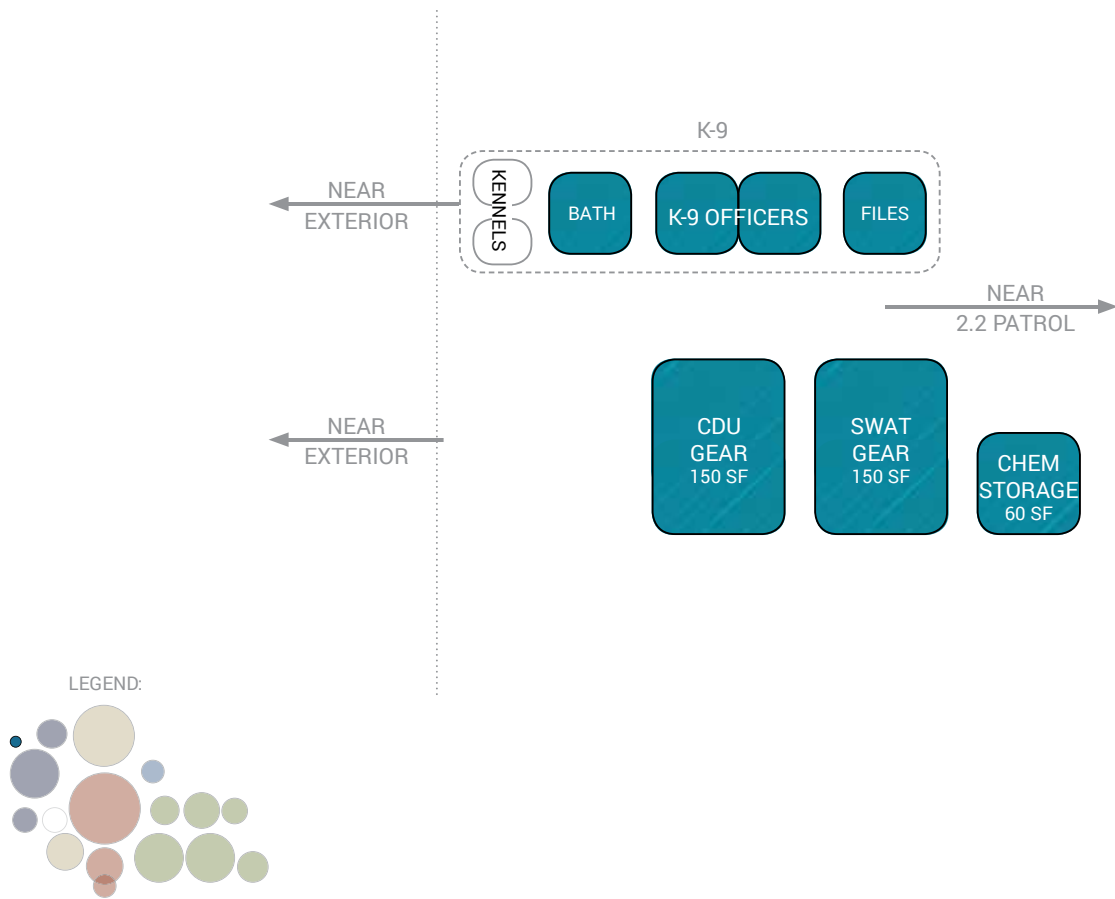 K-9
NEAR
EXTERIOR
KENNELS
BATH
K-9 OFFICERS
FILES
NEAR
2.2 PATROL
NEAR
EXTERIOR
CDU
GEAR
150 SF
SWAT
GEAR
150 SF
CHEM
STORAGE
60 SF
LEGEND: